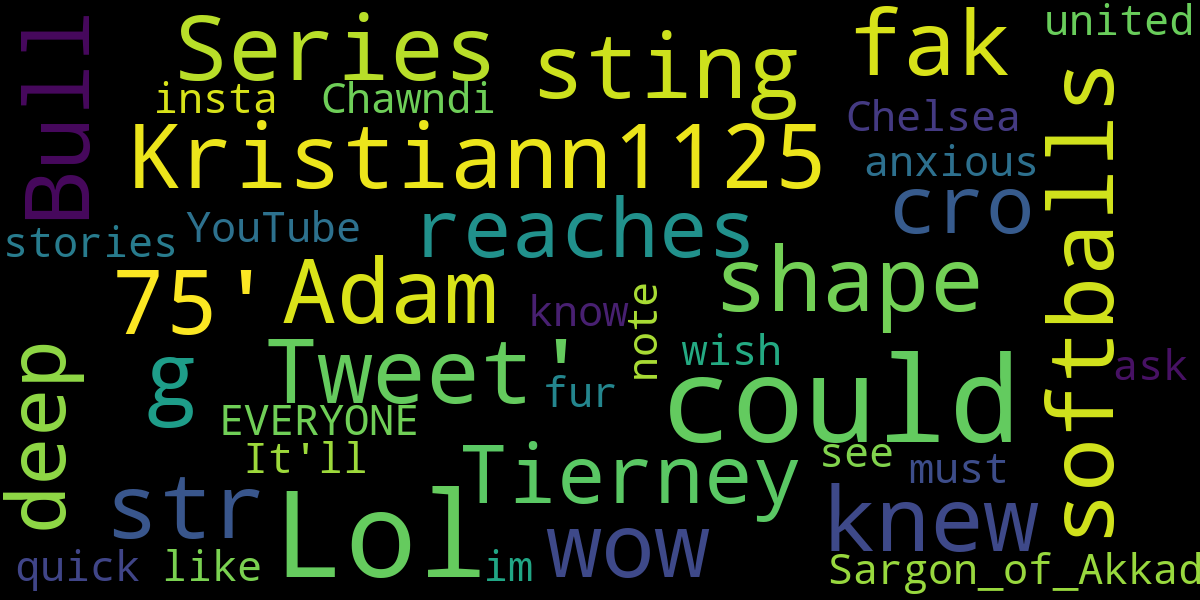 Bull
Series
sting
fak
united
insta
Chawndi
Kristiann1125
Chelsea
anxious
softballs
stories
YouTube
reaches
cro
75'
Adam
know
note
shape
deep
g
Tweet'
fur
wish
could
ask
EVERYONE
It'll
Tierney
see
must
str
Lol
wow
knew
quick
like
im
Sargon_of_Akkad